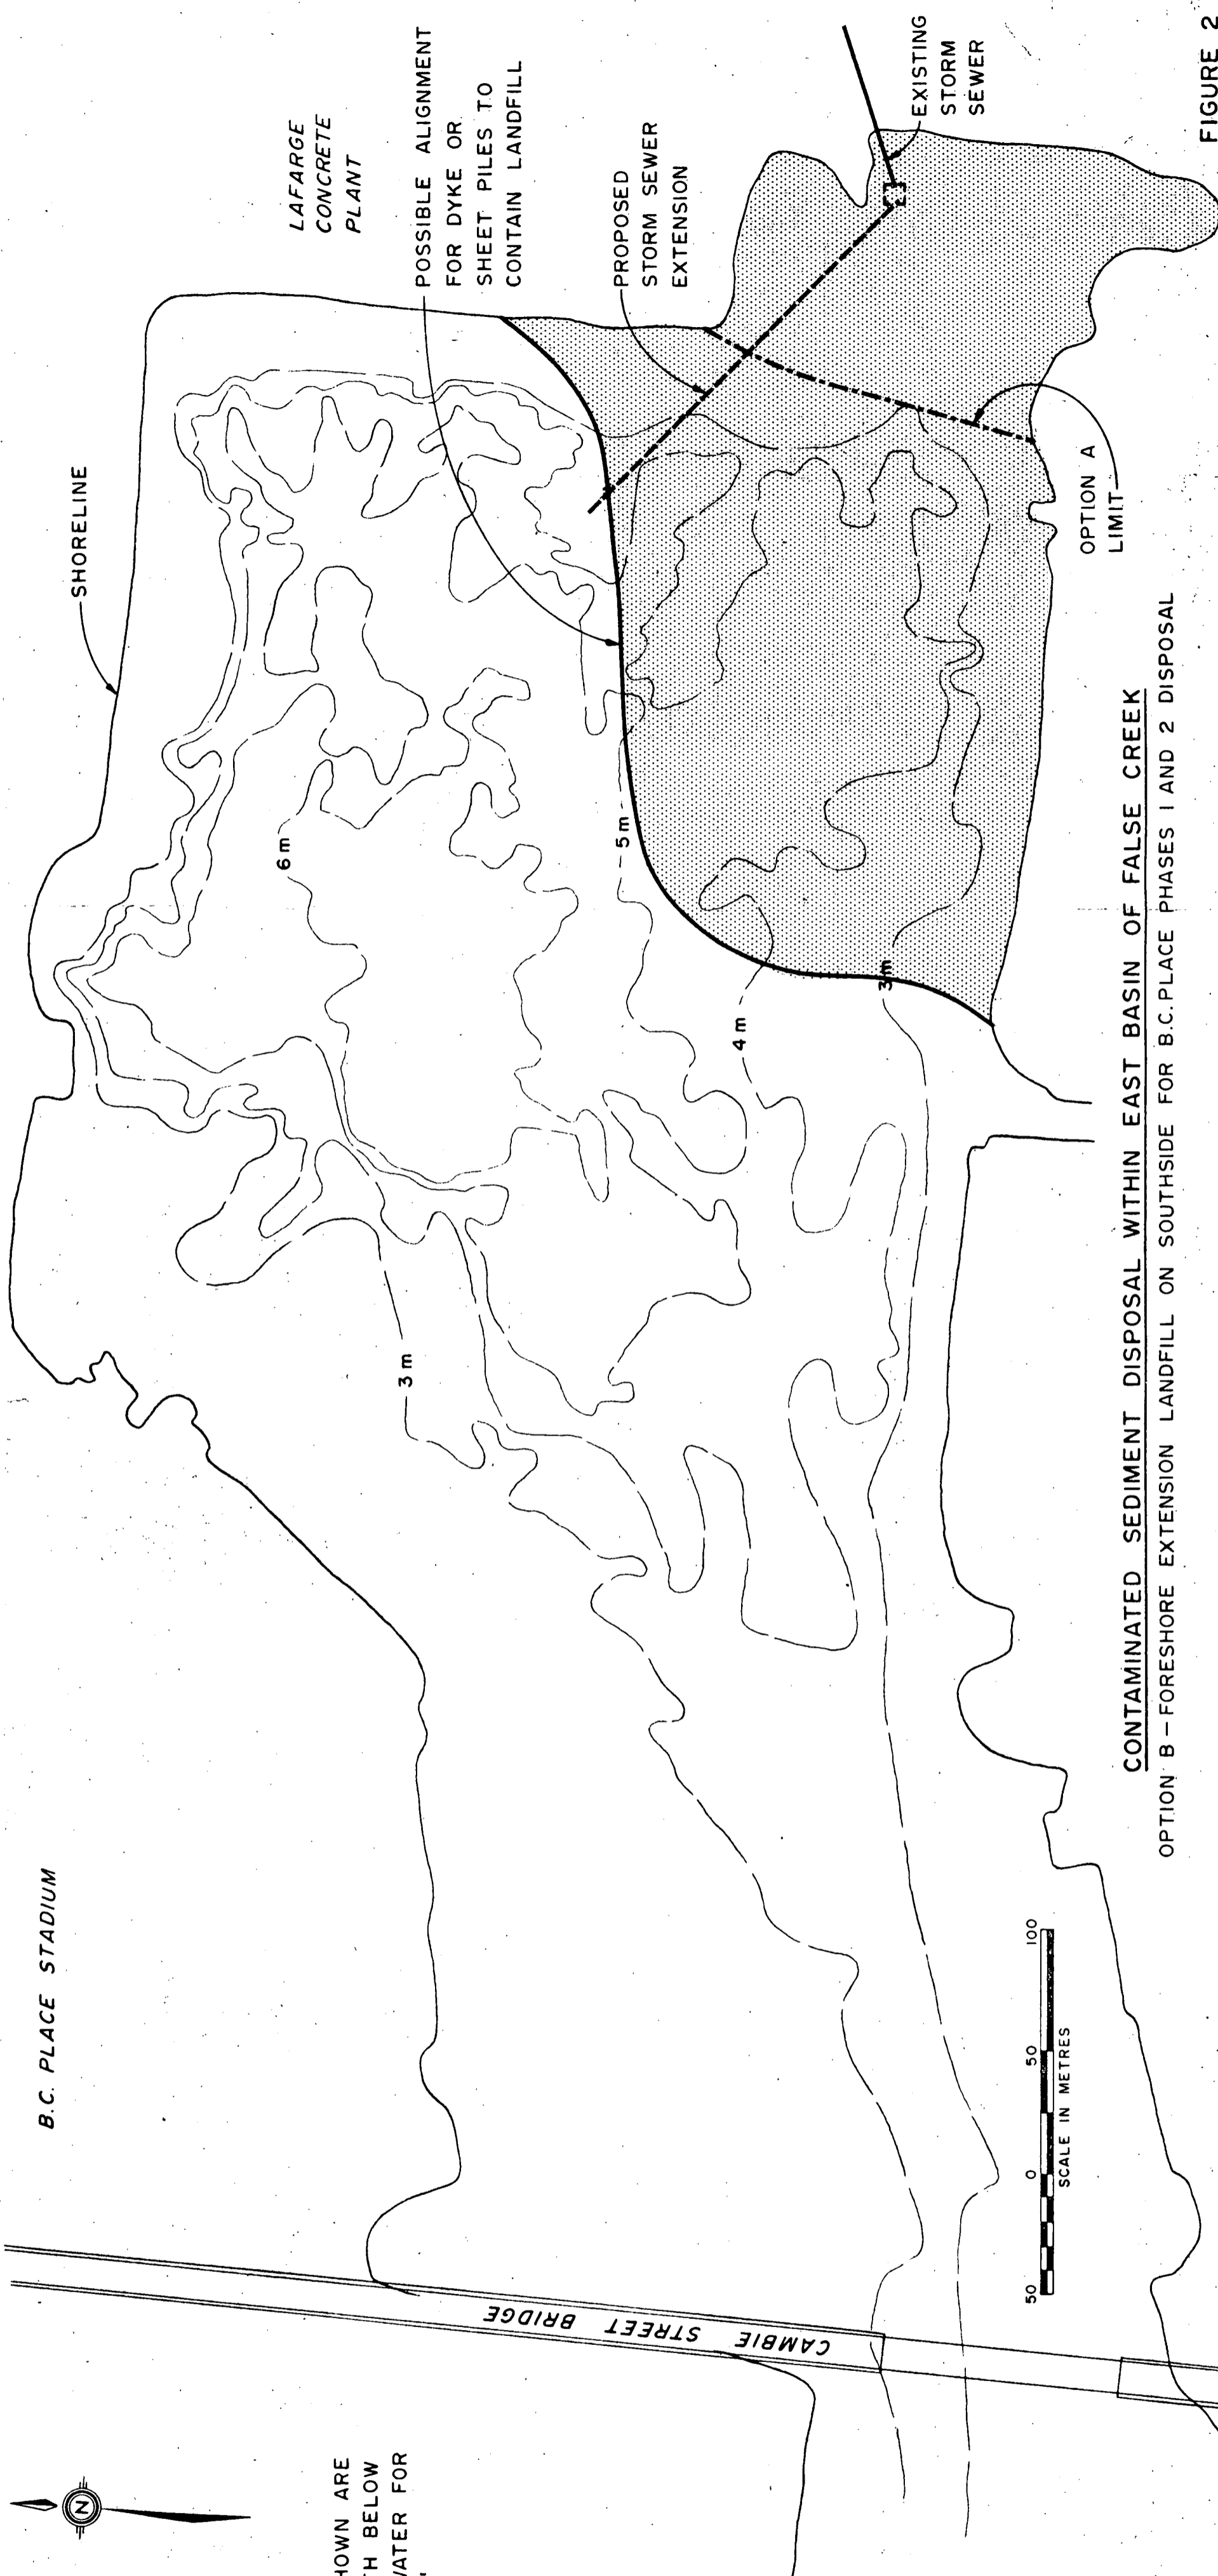 B.C. PLACE STADIUM
SHORELINE
LAFARGE
CONCRETE
PLANT
POSSIBLE ALIGNMENT
FOR DYKE OR
SHEET PILES TO
CONTAIN LANDFILL
PROPOSED
STORM SEWER
EXTENSION
EXISTING
STORM
SEWER
6 m
5 m
4 m
3 m
3 m
OPTION A
LIMIT
CAMBIE STREET BRIDGE
N
HOWN ARE
TH BELOW
WATER FOR
50 0 50 100
SCALE IN METRES
CONTAMINATED SEDIMENT DISPOSAL WITHIN EAST BASIN OF FALSE CREEK
OPTION B – FORESHORE EXTENSION LANDFILL ON SOUTHSIDE FOR B.C. PLACE PHASES 1 AND 2 DISPOSAL
FIGURE 2